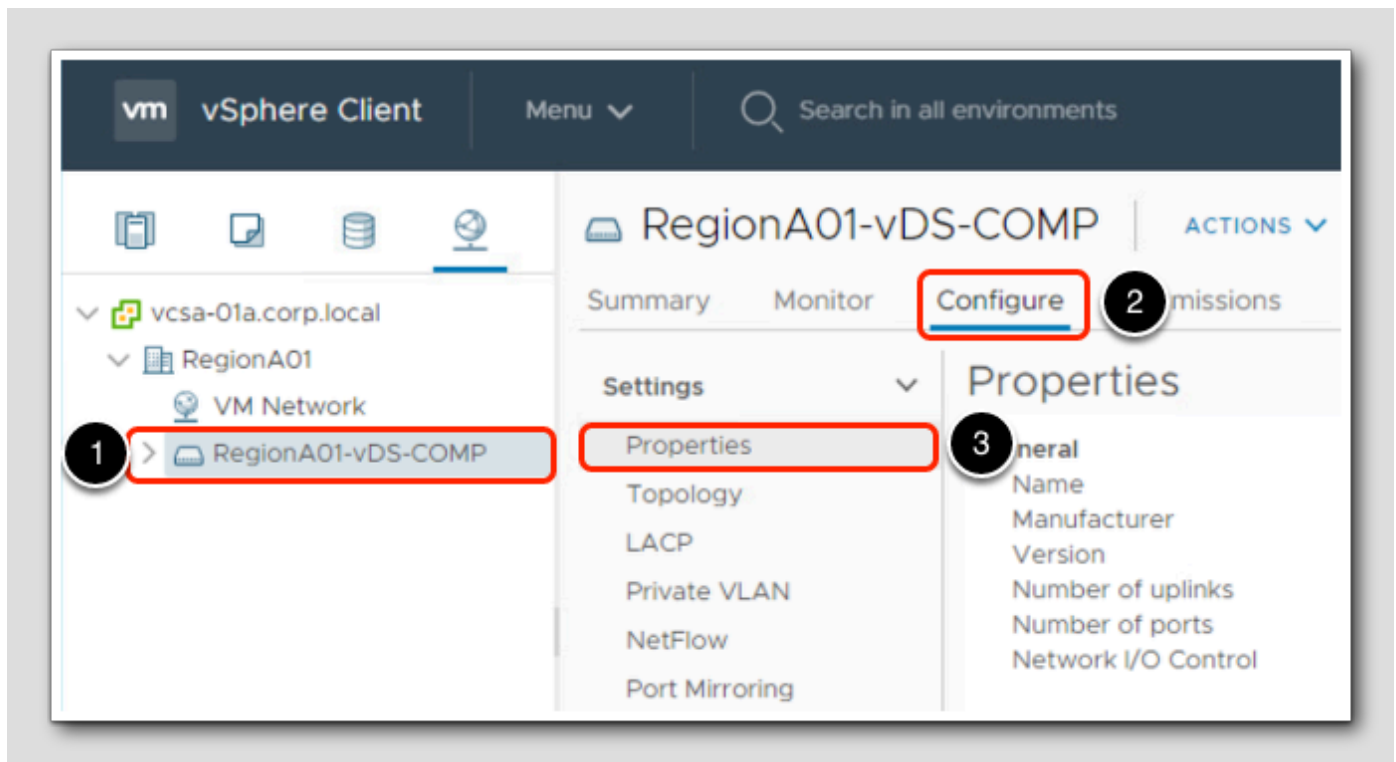 vm vSphere Client Menu Search in all environments
RegionA01-vDS-COMP ACTIONS
Summary Monitor Configure 2 missions
vcsa-01a.corp.local
RegionA01
VM Network
1 RegionA01-vDS-COMP
Settings
Properties 3
Topology
LACP
Private VLAN
NetFlow
Port Mirroring
Properties
neral
Name
Manufacturer
Version
Number of uplinks
Number of ports
Network I/O Control